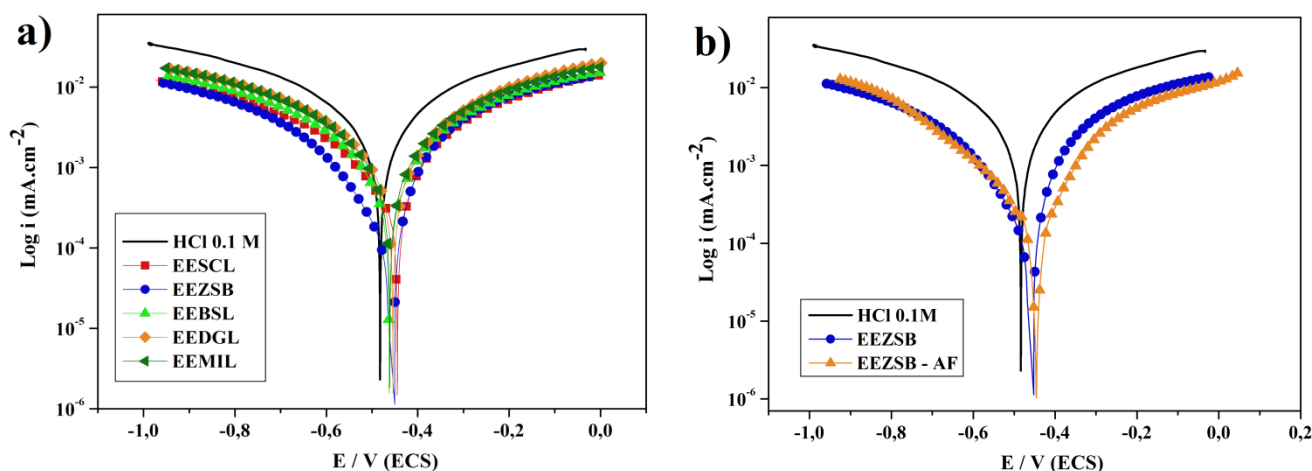 a)
Log i (mA.cm⁻²)
10⁻²
10⁻³
10⁻⁴
10⁻⁵
10⁻⁶
HCl 0.1 M
EESCL
EEZSB
EEBSL
EEDGL
EEMIL
-1,0 -0,8 -0,6 -0,4 -0,2 0,0
E / V (ECS)
b)
Log i (mA.cm⁻²)
10⁻²
10⁻³
10⁻⁴
10⁻⁵
10⁻⁶
HCl 0.1M
EEZSB
EEZSB - AF
-1,0 -0,8 -0,6 -0,4 -0,2 0,0 0,2
E / V (ECS)